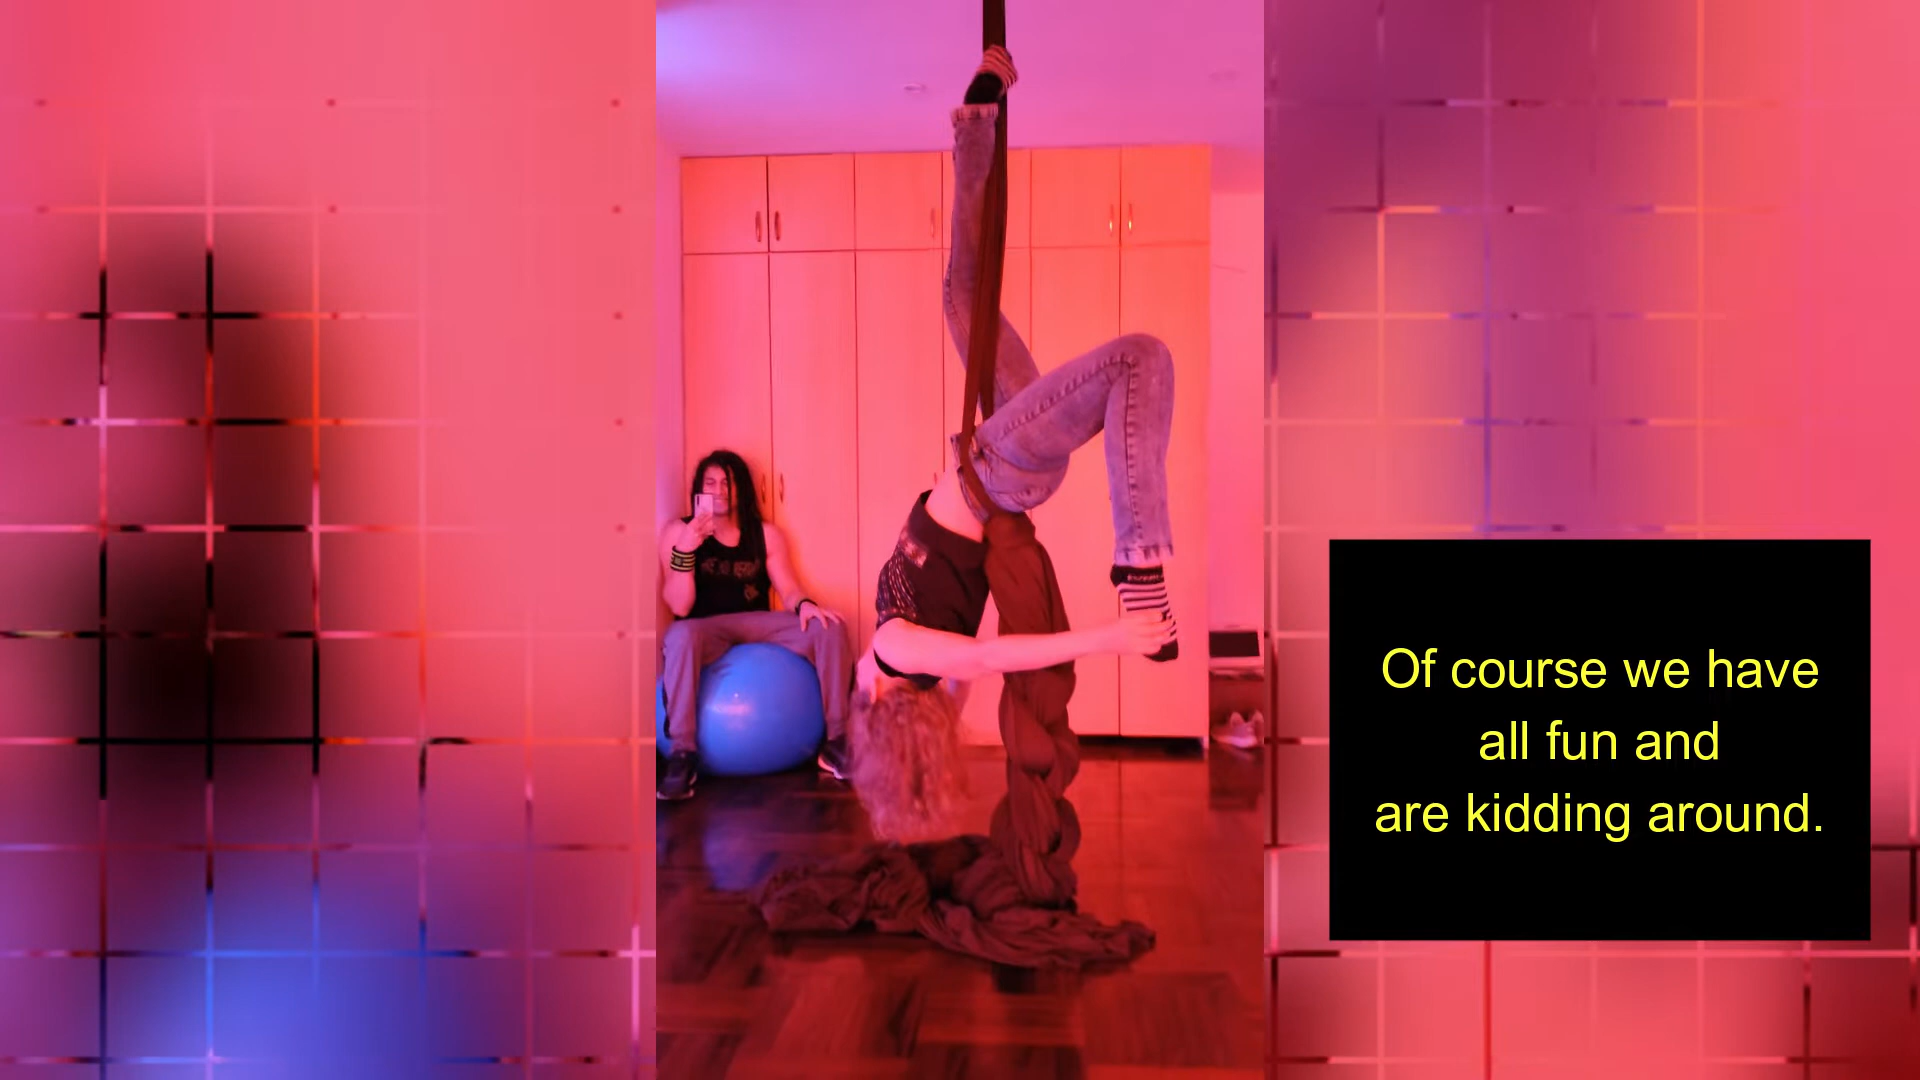 Of course we have
all fun and
are kidding around.